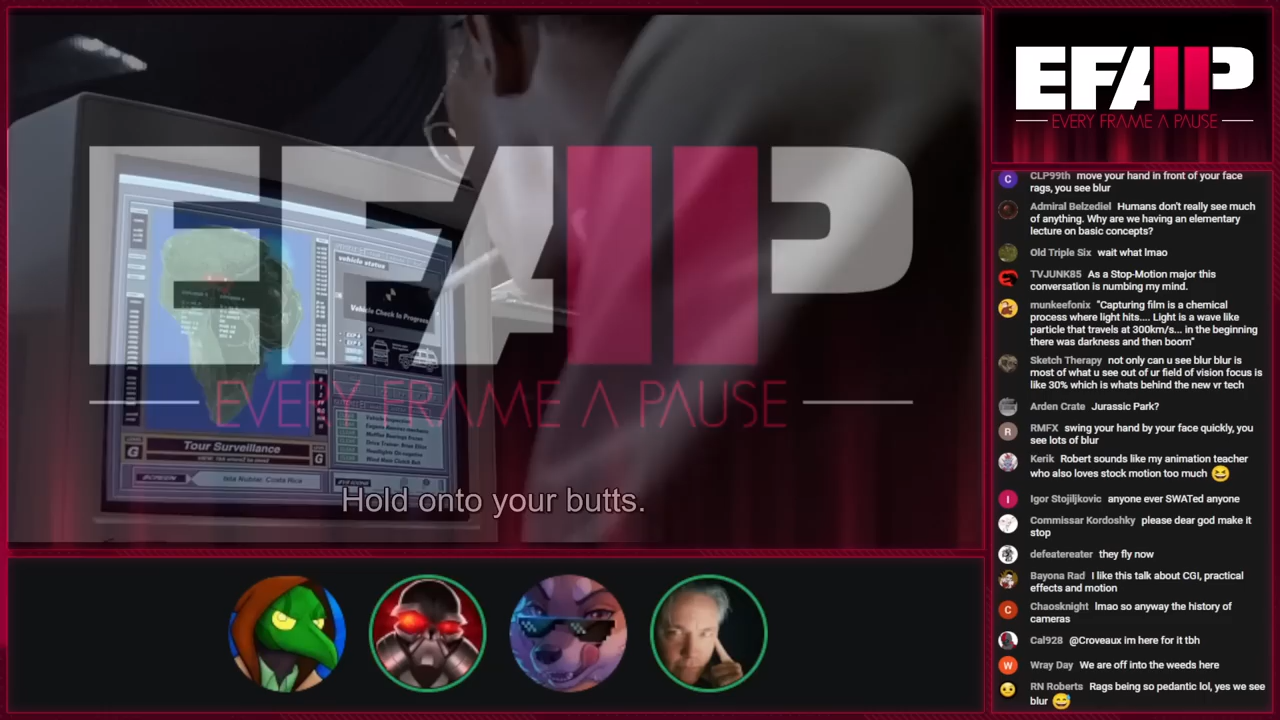 EFAP
EVERY FRAME A PAUSE
vehicle status
Vehicle Check In Progress
Tour Surveillance
G
G
Isla Nublar, Costa Rica
Vehicle Inspection
Headlights On-negative
Hold onto your butts.
EFAP
EVERY FRAME A PAUSE
CLP99th move your hand in front of your face
rags, you see blur
Admiral Belzediel Humans don't really see much
of anything. Why are we having an elementary
lecture on basic concepts?
Old Triple Six wait what lmao
TVJUNK85 As a Stop-Motion major this
conversation is numbing my mind.
munkeefonix "Capturing film is a chemical
process where light hits.... Light is a wave like
particle that travels at 300km/s... in the beginning
there was darkness and then boom"
Sketch Therapy not only can u see blur blur is
most of what u see out of ur field of vision focus is
like 30% which is whats behind the new vr tech
Arden Crate Jurassic Park?
RMFX swing your hand by your face quickly, you
see lots of blur
Kerik Robert sounds like my animation teacher
who also loves stock motion too much 😆
Igor Stojiljkovic anyone ever SWATed anyone
Commissar Kordoshky please dear god make it
stop
defeatereater they fly now
Bayona Rad I like this talk about CGI, practical
effects and motion
Chaosknight lmao so anyway the history of
cameras
Cal928 @Croveaux im here for it tbh
Wray Day We are off into the weeds here
RN Roberts Rags being so pedantic lol, yes we see
blur 😅